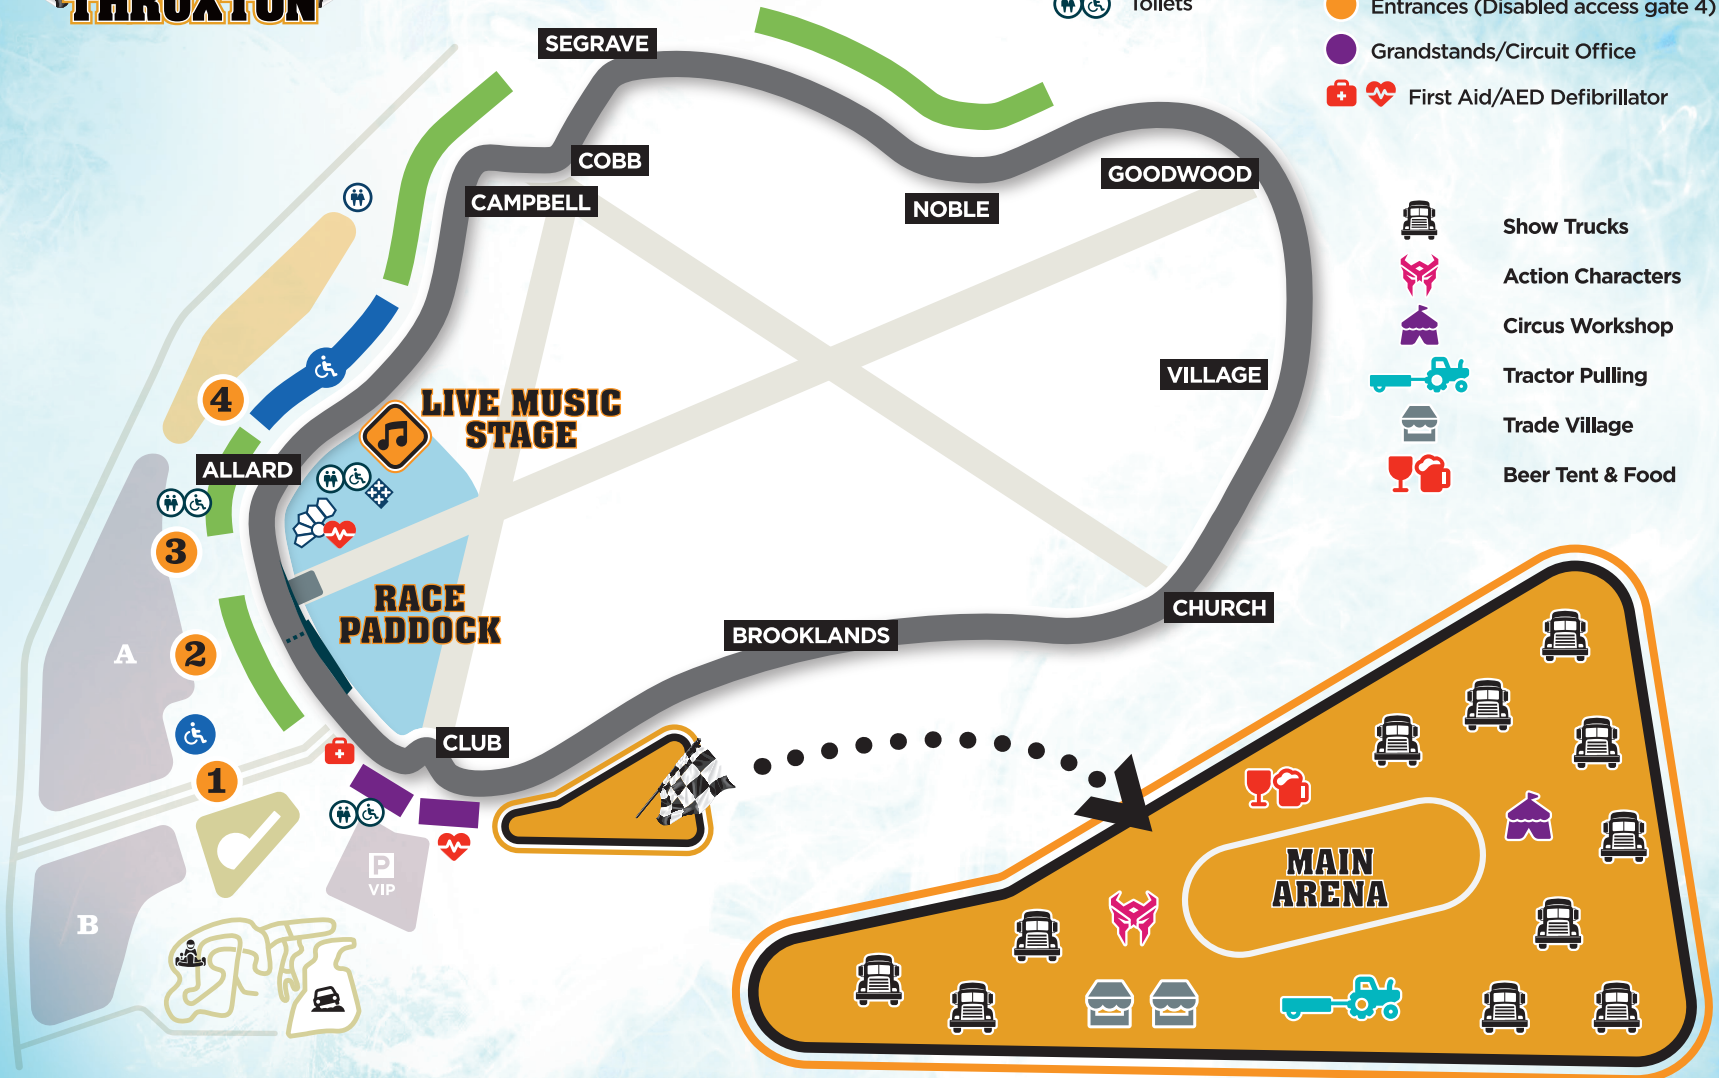 THRUXTON
Toilets
Entrances (Disabled access gate 4)
Grandstands/Circuit Office
First Aid/AED Defibrillator
SEGRAVE
COBB
CAMPBELL
NOBLE
GOODWOOD
Show Trucks
Action Characters
Circus Workshop
Tractor Pulling
Trade Village
Beer Tent & Food
VILLAGE
4
LIVE MUSIC
STAGE
ALLARD
3
RACE
PADDOCK
CHURCH
BROOKLANDS
A
2
CLUB
1
P
VIP
B
MAIN
ARENA